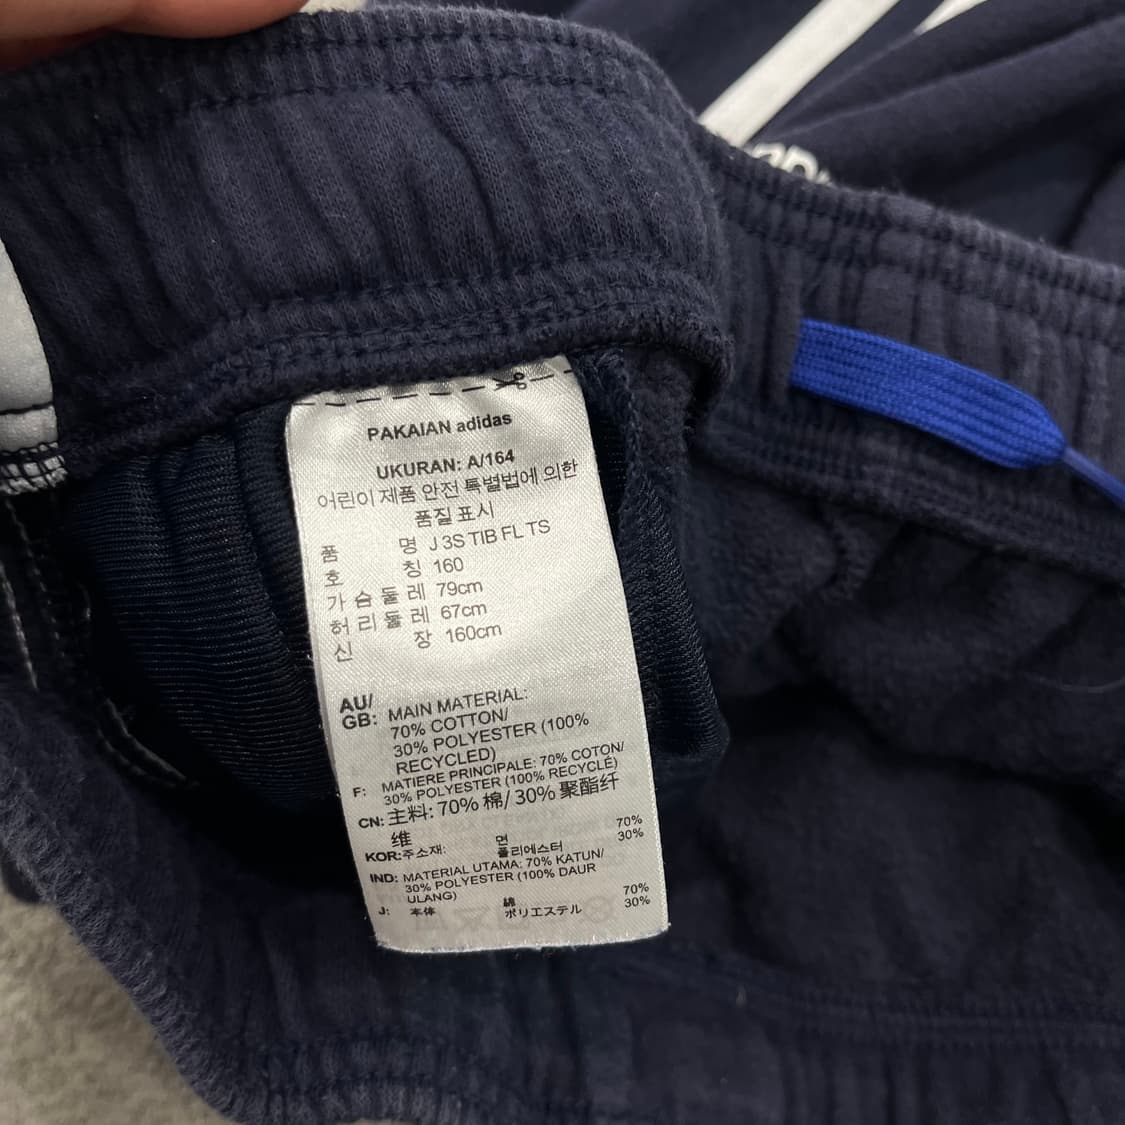 PAKAIAN adidas
UKURAN: A/164
어린이 제품 안전 특별법에 의한
품질 표시
품 명 J 3S TIB FL TS
호 칭 160
가 슴 둘 레 79cm
허 리 둘 레 67cm
신 장 160cm
AU/
GB: MAIN MATERIAL:
70% COTTON/
30% POLYESTER (100%
RECYCLED)
F: MATIERE PRINCIPALE: 70% COTON/
30% POLYESTER (100% RECYCLÉ)
CN: 主料: 70% 棉/ 30% 聚酯纤
维
KOR: 주소재: 면 70%
폴리에스터 30%
IND: MATERIAL UTAMA: 70% KATUN/
30% POLYESTER (100% DAUR
ULANG)
J: 本体 綿 70%
ポリエステル 30%